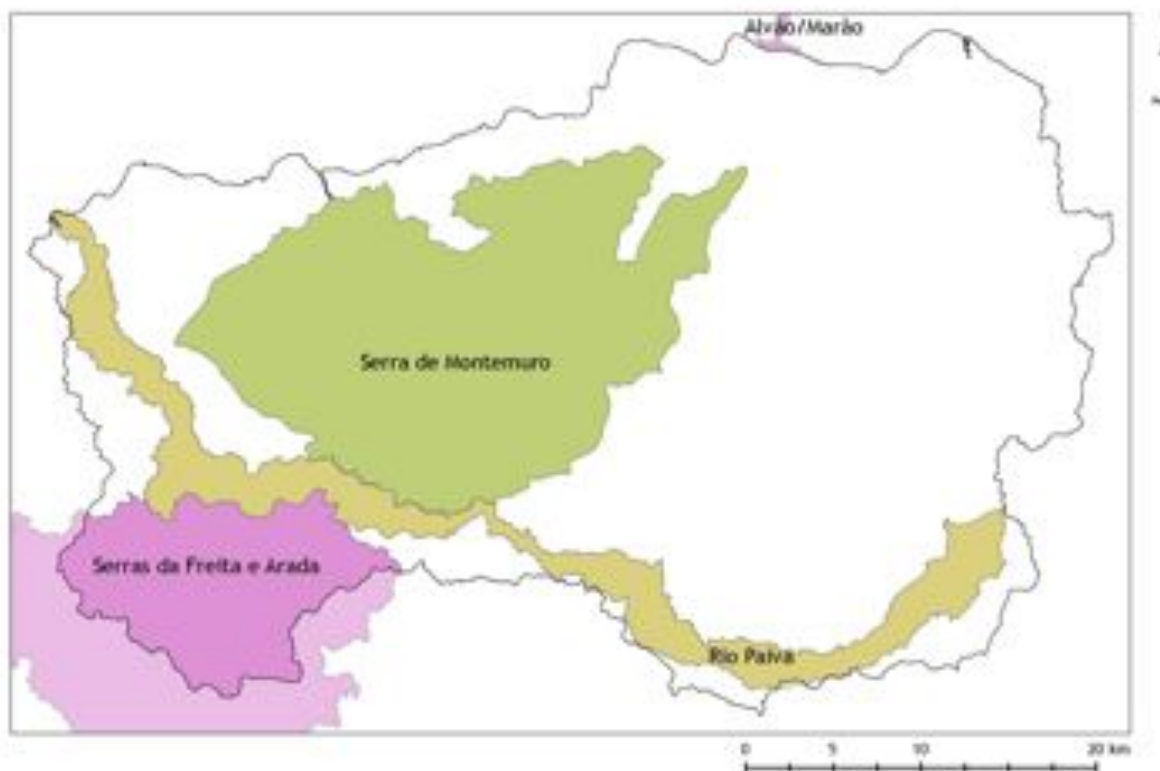 Alvão/Marão
Serra de Montemuro
Serras da Freita e Arada
Rio Paiva
0 5 10 20 km